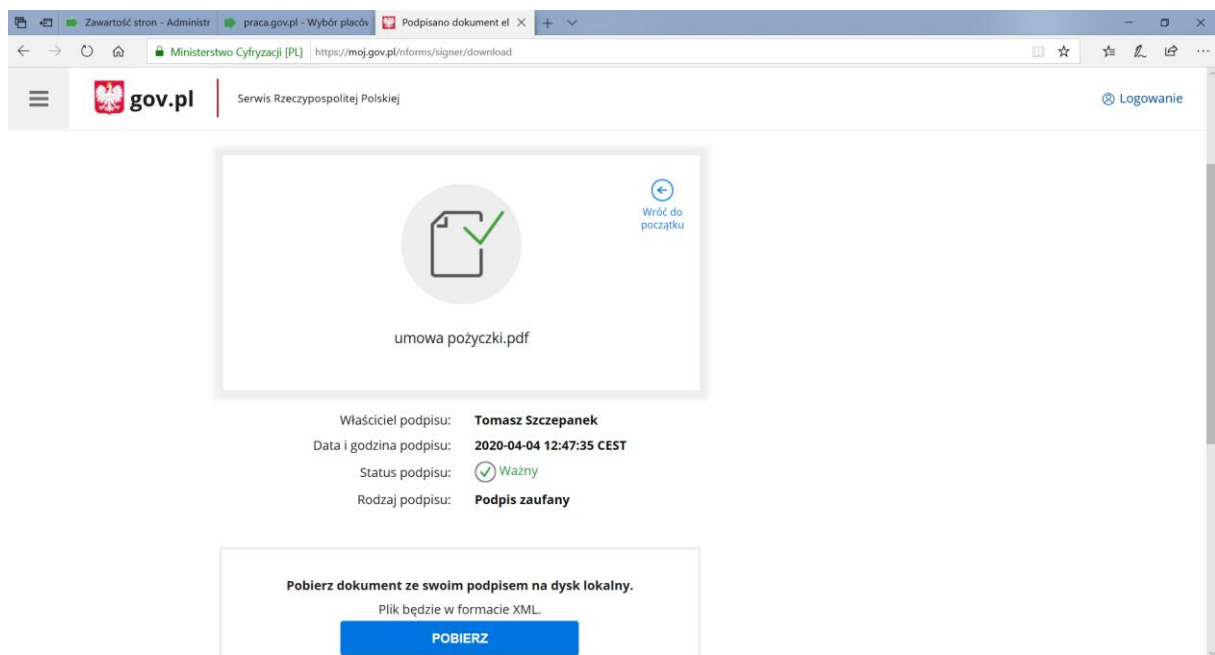 Zawartość stron - Administr
praca.gov.pl - Wybór placów
Podpisano dokument el
Ministerstwo Cyfryzacji [PL] https://moj.gov.pl/nforms/signer/download
gov.pl
Serwis Rzeczypospolitej Polskiej
Logowanie
Wróć do
początku
umowa pożyczki.pdf
Właściciel podpisu: Tomasz Szczepanek
Data i godzina podpisu: 2020-04-04 12:47:35 CEST
Status podpisu: Ważny
Rodzaj podpisu: Podpis zaufany
Pobierz dokument ze swoim podpisem na dysk lokalny.
Plik będzie w formacie XML.
POBIERZ